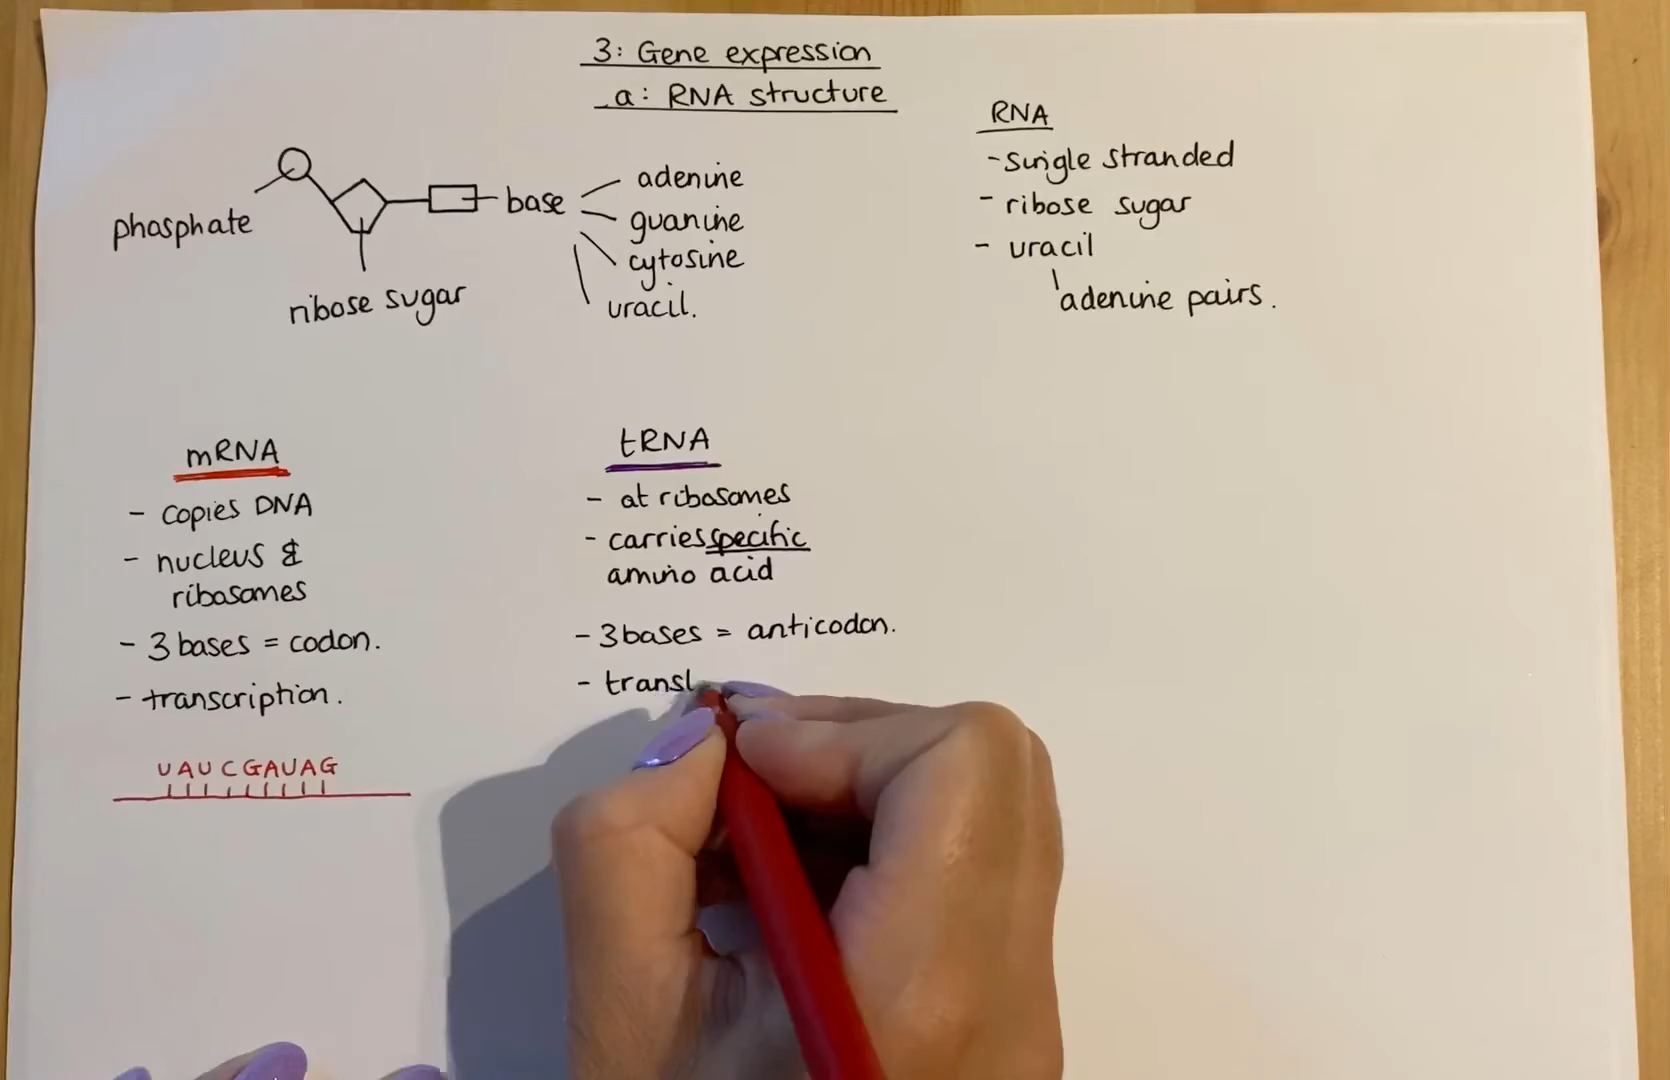 3: Gene expression
a: RNA structure
phosphate
ribose sugar
base
adenine
guanine
cytosine
uracil.
RNA
- single stranded
- ribose sugar
- uracil
adenine pairs.
mRNA
- copies DNA
- nucleus &
ribosomes
- 3 bases = codon.
- transcription.
UAUCGAUAG
tRNA
- at ribosomes
- carries specific
amino acid
- 3 bases = anticodon.
- transl